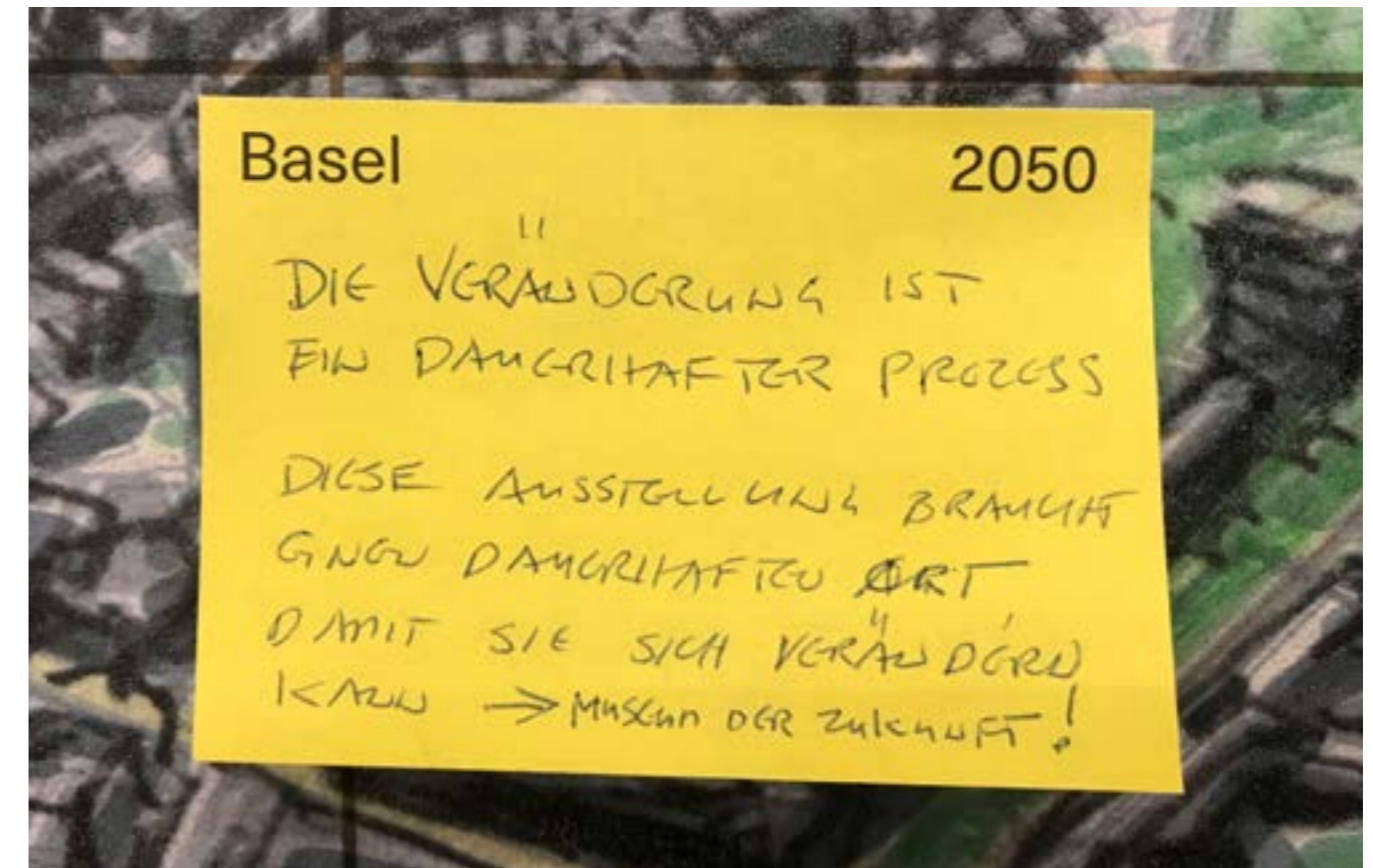 Basel 2050
DIE VERÄNDERUNG IST
EIN DAUERHAFTER PROZESS
DIESE AUSSTELLUNG BRAUCHT
EINEN DAUERHAFTEN ORT
DAMIT SIE SICH VERÄNDERN
KANN → MUSEUM DER ZUKUNFT!